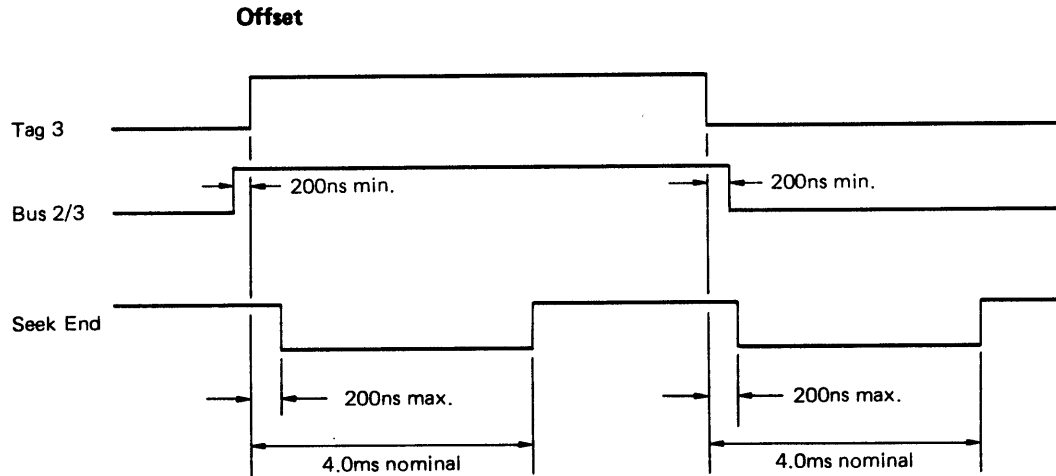 Offset
Tag 3
200ns min.
200ns min.
Bus 2/3
Seek End
200ns max.
200ns max.
4.0ms nominal
4.0ms nominal